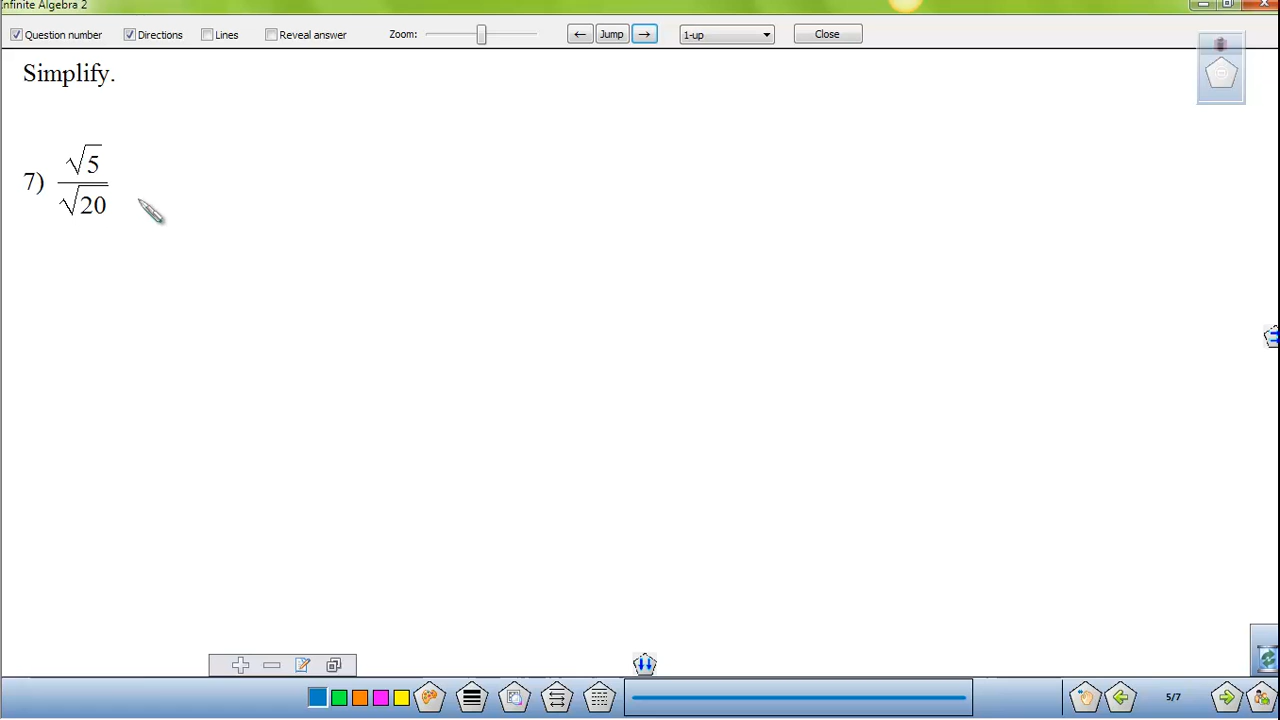 Infinite Algebra 2
Question number Directions Lines Reveal answer Zoom: ← Jump → 1-up Close
Simplify.
7) √5
√20
5/7